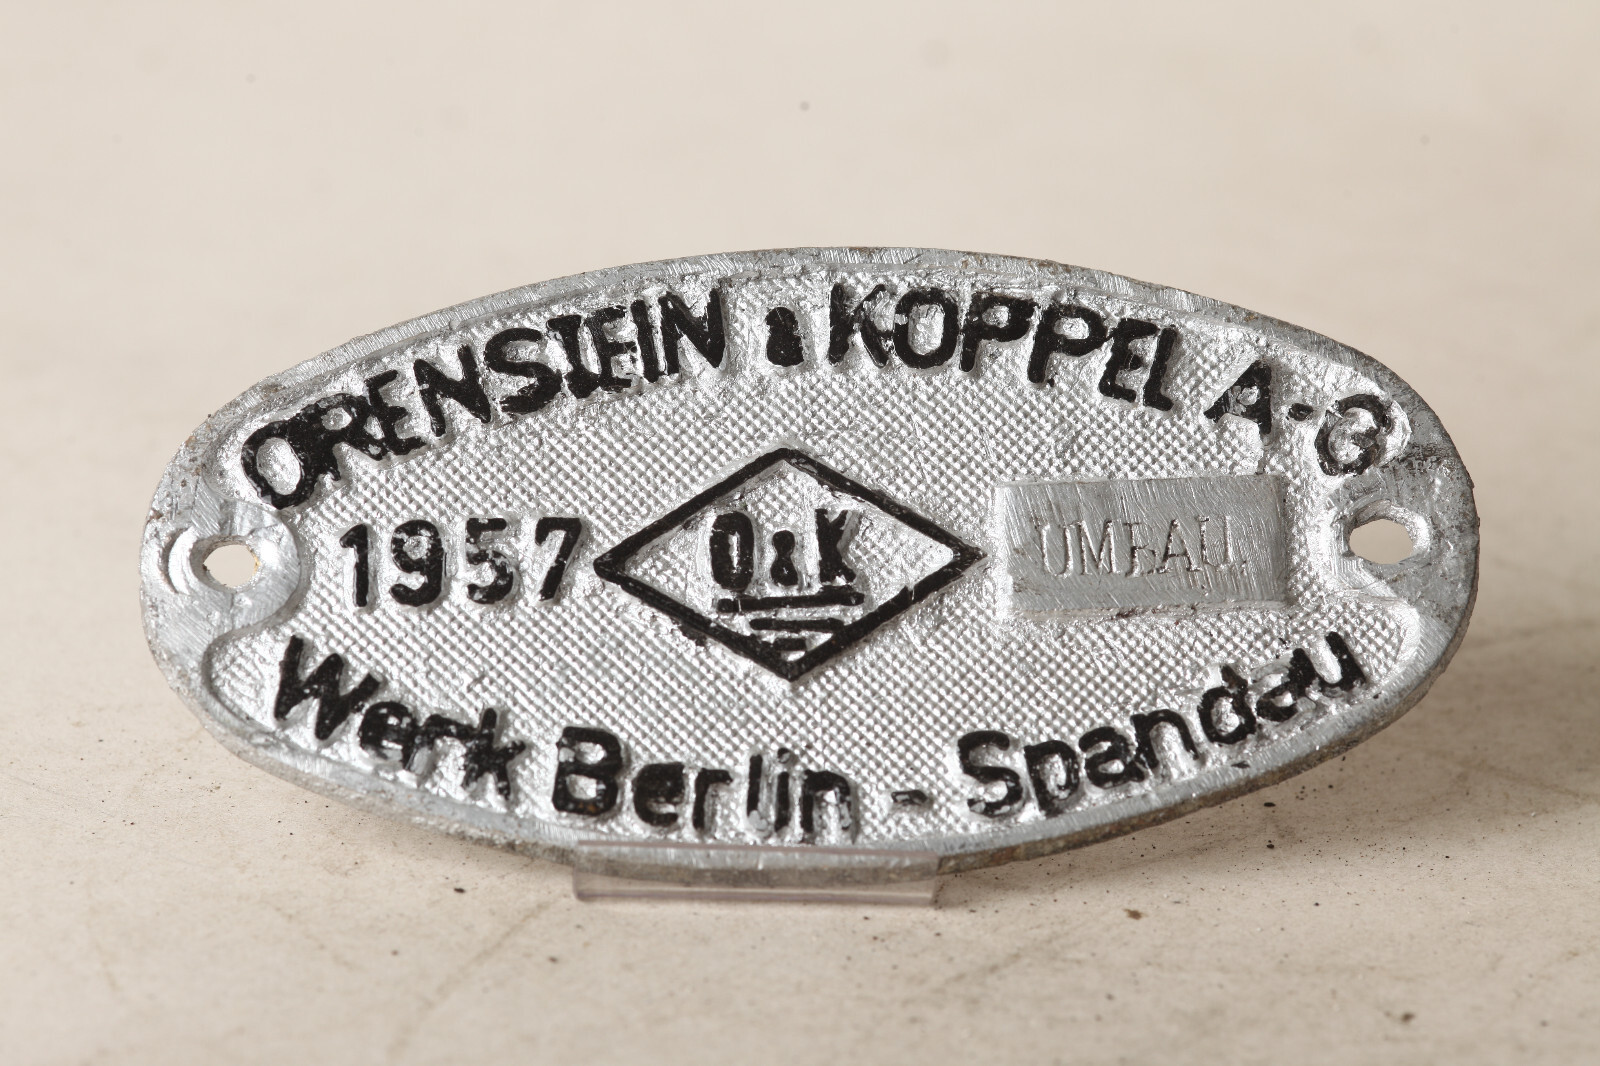 ORENSTEIN & KOPPEL A-G
1957
O&K
UMBAU.
Werk Berlin - Spandau